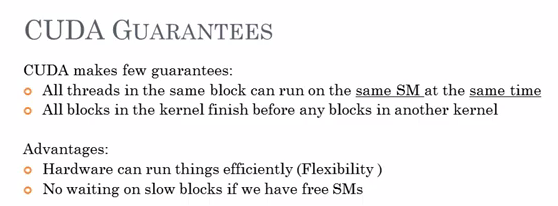 CUDA GUARANTEES
CUDA makes few guarantees:
All threads in the same block can run on the same SM at the same time
All blocks in the kernel finish before any blocks in another kernel
Advantages:
Hardware can run things efficiently (Flexibility )
No waiting on slow blocks if we have free SMs